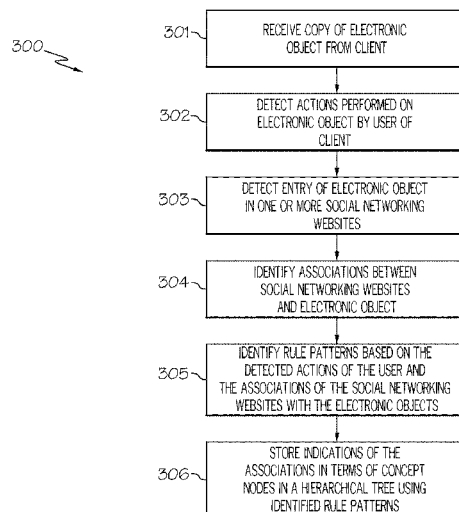 300
301
RECEIVE COPY OF ELECTRONIC
OBJECT FROM CLIENT
302
DETECT ACTIONS PERFORMED ON
ELECTRONIC OBJECT BY USER OF
CLIENT
303
DETECT ENTRY OF ELECTRONIC OBJECT
IN ONE OR MORE SOCIAL NETWORKING
WEBSITES
304
IDENTIFY ASSOCIATIONS BETWEEN
SOCIAL NETWORKING WEBSITES
AND ELECTRONIC OBJECT
305
IDENTIFY RULE PATTERNS BASED ON THE
DETECTED ACTIONS OF THE USER AND
THE ASSOCIATIONS OF THE SOCIAL NETWORKING
WEBSITES WITH THE ELECTRONIC OBJECTS
306
STORE INDICATIONS OF THE
ASSOCIATIONS IN TERMS OF CONCEPT
NODES IN A HIERARCHICAL TREE USING
IDENTIFIED RULE PATTERNS